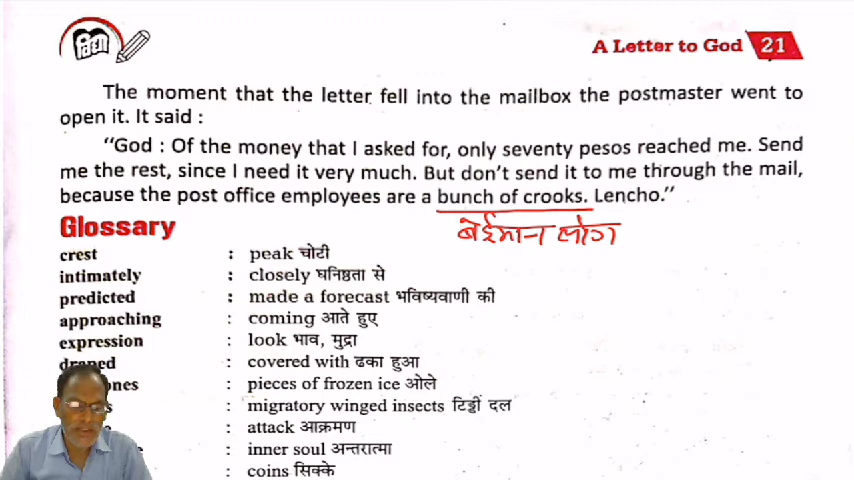 विद्या
A Letter to God 21
The moment that the letter fell into the mailbox the postmaster went to
open it. It said :
"God : Of the money that I asked for, only seventy pesos reached me. Send
me the rest, since I need it very much. But don't send it to me through the mail,
because the post office employees are a bunch of crooks. Lencho."
बेईमान लोग
Glossary
crest : peak चोटी
intimately : closely घनिष्ठता से
predicted : made a forecast भविष्यवाणी की
approaching : coming आते हुए
expression : look भाव, मुद्रा
draped : covered with ढका हुआ
: pieces of frozen ice ओले
: migratory winged insects टिड्डी दल
: attack आक्रमण
: inner soul अन्तरात्मा
: coins सिक्के